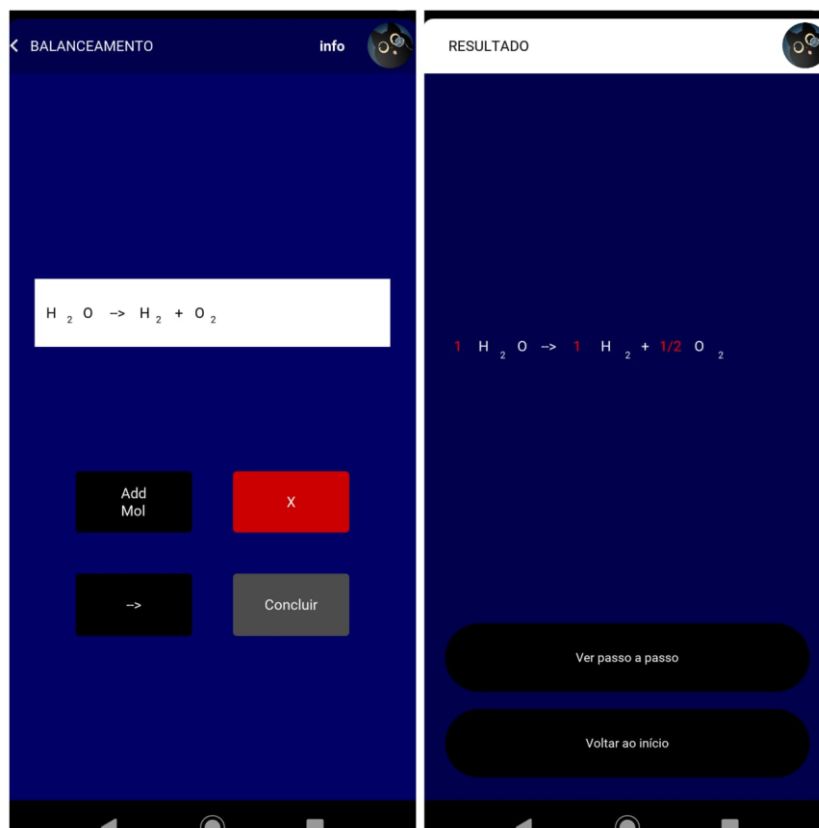 BALANCEAMENTO info
H 2 O --> H 2 + O 2
Add
Mol
X
-->
Concluir
RESULTADO
1 H 2 O --> 1 H 2 + 1/2 O 2
Ver passo a passo
Voltar ao início